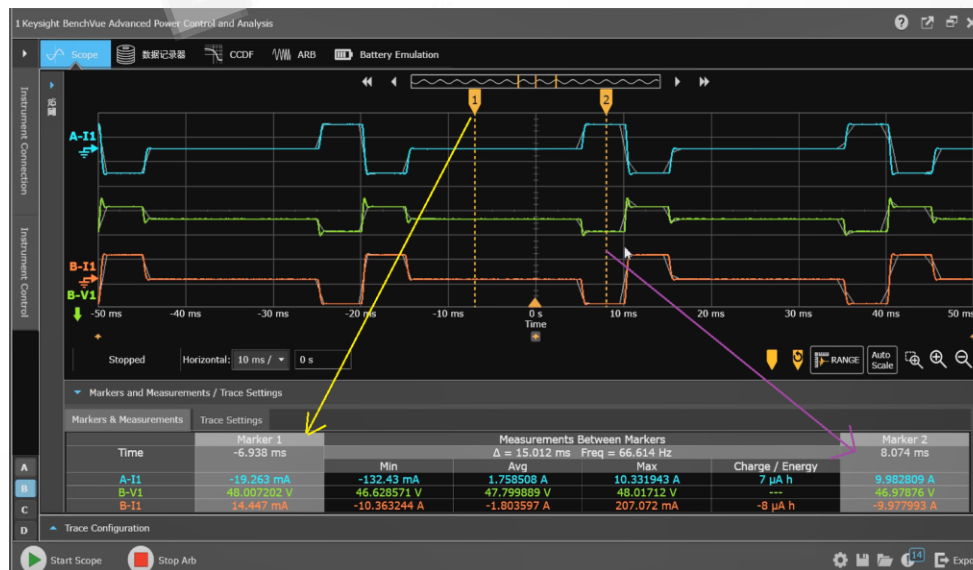 1 Keysight BenchVue Advanced Power Control and Analysis
Scope 数据记录器 CCDF ARB Battery Emulation
Instrument Connection
Instrument Control
1 2
A-I1
B-I1
B-V1
-50 ms -40 ms -30 ms -20 ms -10 ms 0 s 10 ms 20 ms 30 ms 40 ms 50 ms
Time
Stopped Horizontal: 10 ms / 0 s RANGE Auto Scale
Markers and Measurements / Trace Settings
Markers & Measurements Trace Settings
Marker 1 Measurements Between Markers Marker 2
Time -6.938 ms Δ = 15.012 ms Freq = 66.614 Hz 8.074 ms
Min Avg Max Charge / Energy
A-I1 -19.263 mA -132.43 mA 1.758508 A 10.331943 A 7 µA h 9.982809 A
B-V1 48.007202 V 46.628571 V 47.799889 V 48.01712 V --- 46.97876 V
B-I1 14.447 mA -10.363244 A -1.803597 A 207.072 mA -8 µA h -9.977993 A
A
B
C
D
Trace Configuration
Start Scope Stop Arb 14 Expo